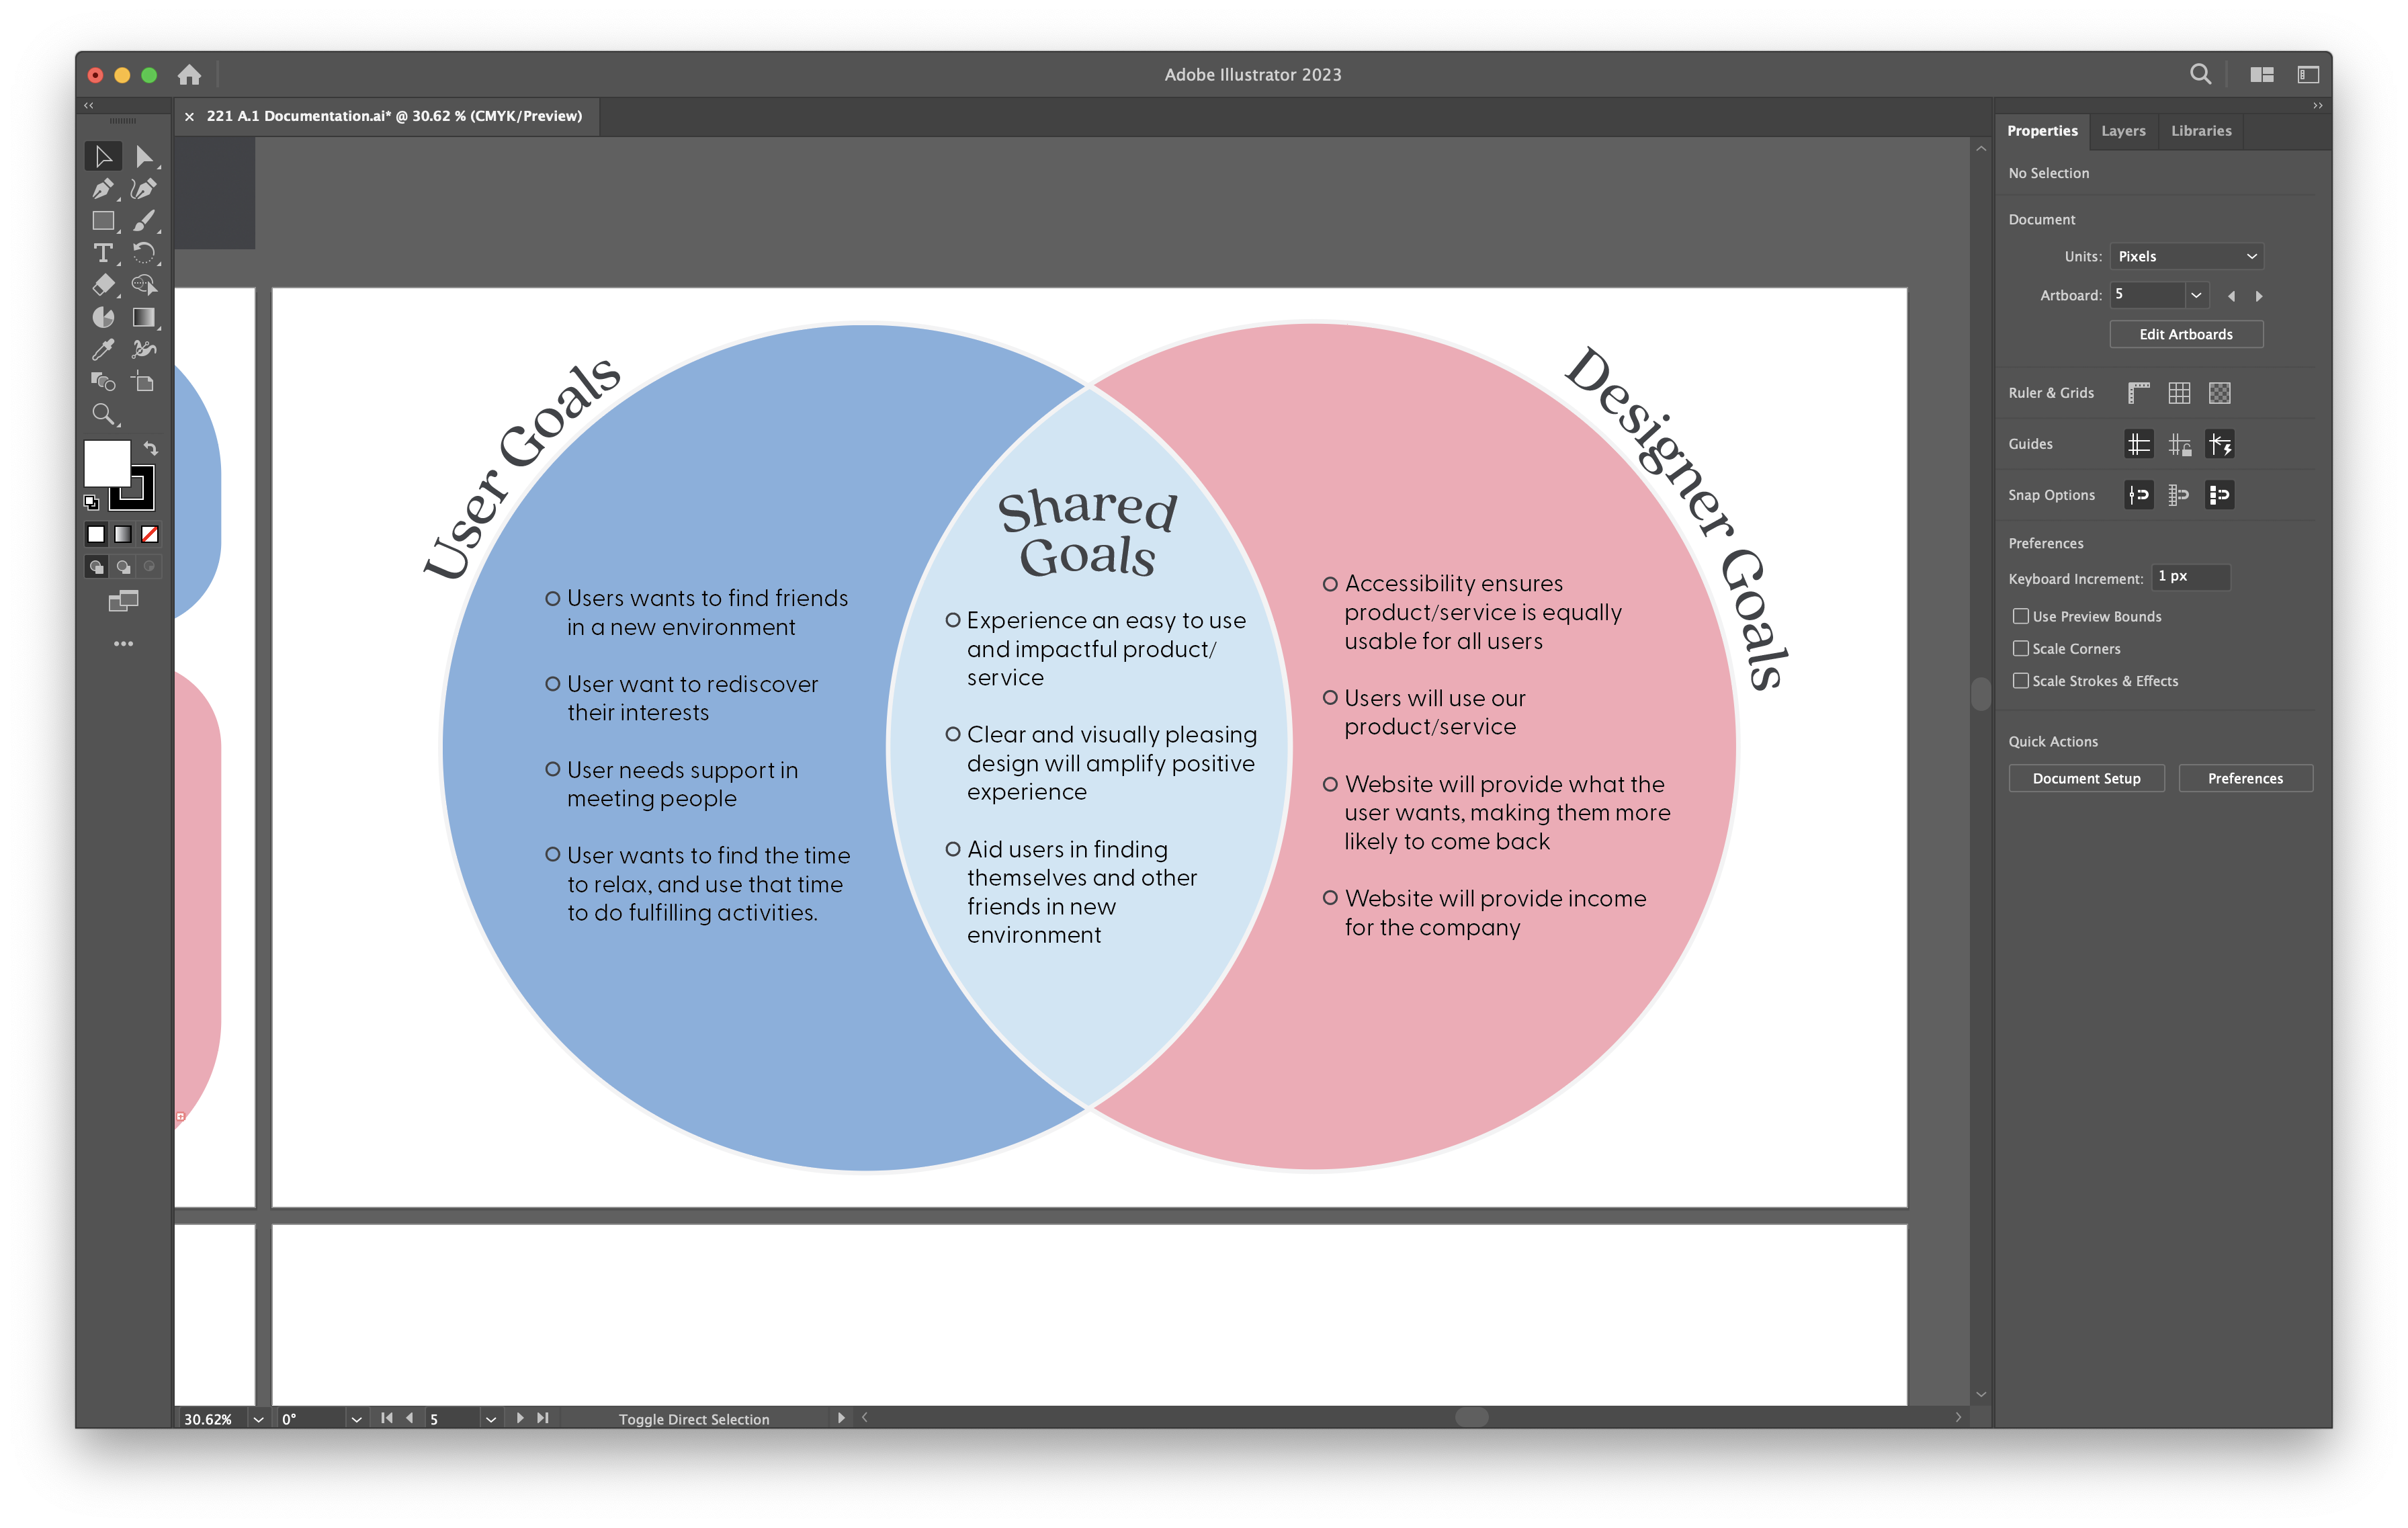 Adobe Illustrator 2023
221 A.1 Documentation.ai* @ 30.62 % (CMYK/Preview)
User Goals
Users wants to find friends
in a new environment
User want to rediscover
their interests
User needs support in
meeting people
User wants to find the time
to relax, and use that time
to do fulfilling activities.
Shared
Goals
Experience an easy to use
and impactful product/
service
Clear and visually pleasing
design will amplify positive
experience
Aid users in finding
themselves and other
friends in new
environment
Designer Goals
Accessibility ensures
product/service is equally
usable for all users
Users will use our
product/service
Website will provide what the
user wants, making them more
likely to come back
Website will provide income
for the company
Properties Layers Libraries
No Selection
Document
Units: Pixels
Artboard: 5
Edit Artboards
Ruler & Grids
Guides
Snap Options
Preferences
Keyboard Increment: 1 px
Use Preview Bounds
Scale Corners
Scale Strokes & Effects
Quick Actions
Document Setup Preferences
30.62% 0° 5 Toggle Direct Selection